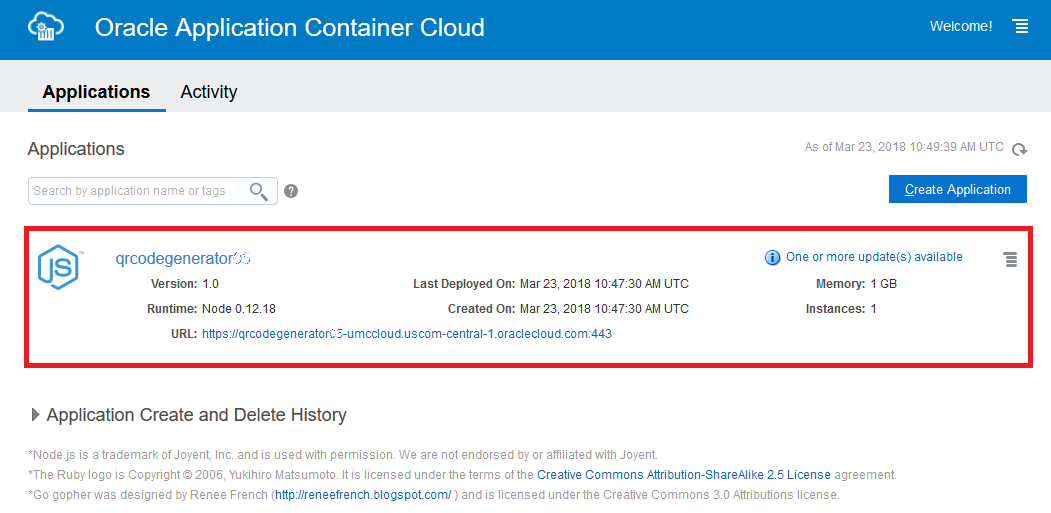 Oracle Application Container Cloud
Welcome!
Applications Activity
Applications
As of Mar 23, 2018 10:49:39 AM UTC
Search by application name or tags
?
Create Application
JS™
qrcodegenerator
i One or more update(s) available
Version: 1.0 Last Deployed On: Mar 23, 2018 10:47:30 AM UTC Memory: 1 GB
Runtime: Node 0.12.18 Created On: Mar 23, 2018 10:47:30 AM UTC Instances: 1
URL: https://qrcodegenerator -umccloud.uscom-central-1.oraclecloud.com:443
Application Create and Delete History
*Node.js is a trademark of Joyent, Inc. and is used with permission. We are not endorsed by or affiliated with Joyent.
*The Ruby logo is Copyright © 2006, Yukihiro Matsumoto. It is licensed under the terms of the Creative Commons Attribution-ShareAlike 2.5 License agreement.
*Go gopher was designed by Renee French (http://reneefrench.blogspot.com/ ) and is licensed under the Creative Commons 3.0 Attributions license.